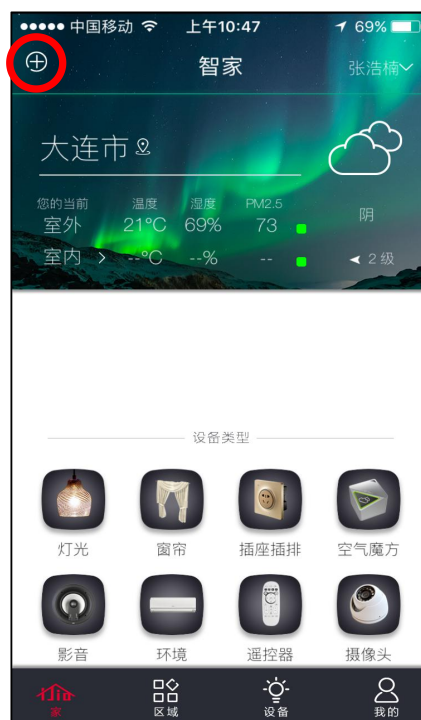 中国移动 上午10:47 69%
智家 张浩楠
大连市
您的当前 温度 湿度 PM2.5
室外 21°C 69% 73 阴
室内 > --°C --% -- 2 级
设备类型
灯光 窗帘 插座插排 空气魔方
影音 环境 遥控器 摄像头
家 区域 设备 我的